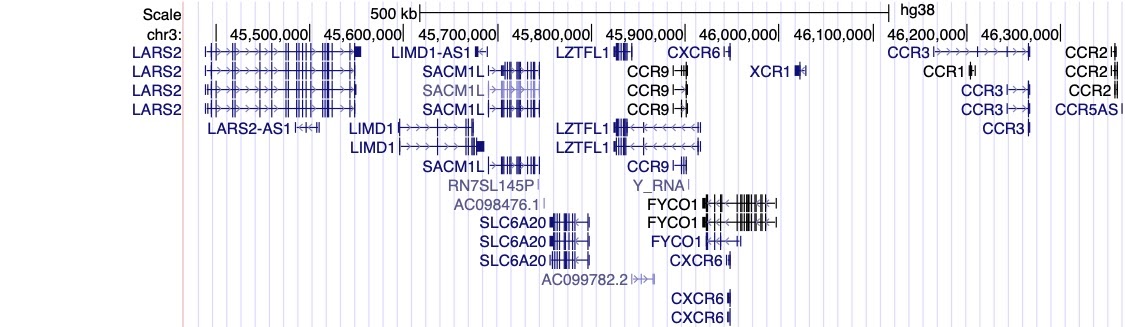 Scale 500 kb hg38
chr3: 45,500,000 45,600,000 45,700,000 45,800,000 45,900,000 46,000,000 46,100,000 46,200,000 46,300,000
LARS2 LIMD1-AS1 LZTFL1 CXCR6 CCR3 CCR2
LARS2 SACM1L CCR9 XCR1 CCR1 CCR2
LARS2 SACM1L CCR9 CCR3 CCR2
LARS2 SACM1L CCR9 CCR3 CCR5AS
LARS2-AS1 LIMD1 LZTFL1 CCR3
LIMD1 LZTFL1
SACM1L CCR9
RN7SL145P Y_RNA
AC098476.1 FYCO1
SLC6A20 FYCO1
SLC6A20 FYCO1
SLC6A20 CXCR6
AC099782.2
CXCR6
CXCR6